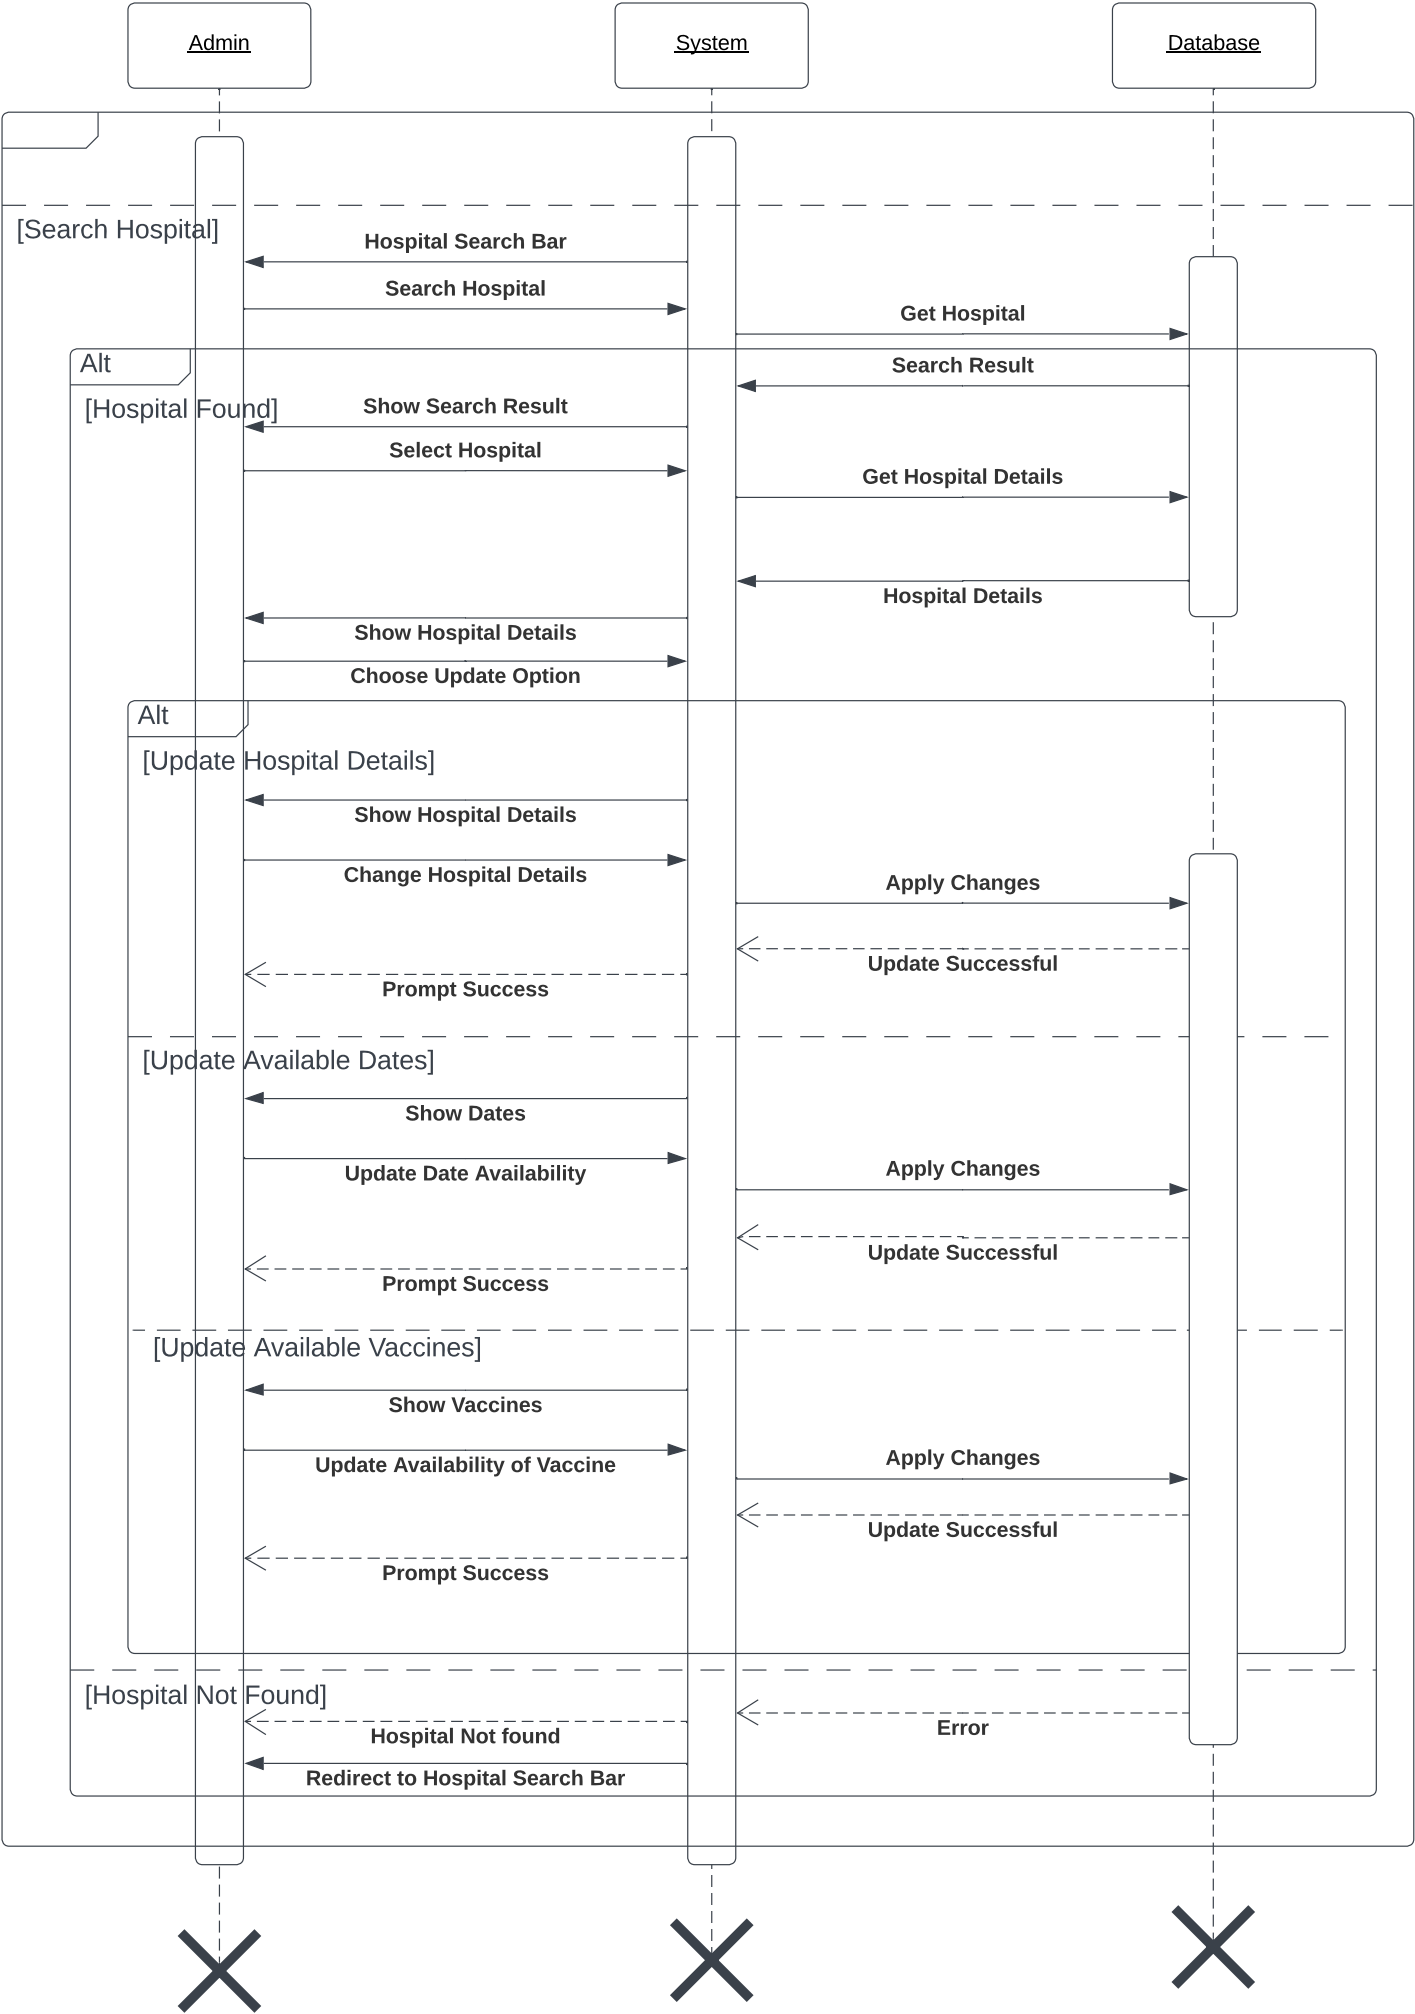 Admin
System
Database
[Search Hospital]
Hospital Search Bar
Search Hospital
Get Hospital
Alt
Search Result
[Hospital Found]
Show Search Result
Select Hospital
Get Hospital Details
Hospital Details
Show Hospital Details
Choose Update Option
Alt
[Update Hospital Details]
Show Hospital Details
Change Hospital Details
Apply Changes
Update Successful
Prompt Success
[Update Available Dates]
Show Dates
Update Date Availability
Apply Changes
Update Successful
Prompt Success
[Update Available Vaccines]
Show Vaccines
Update Availability of Vaccine
Apply Changes
Update Successful
Prompt Success
[Hospital Not Found]
Error
Hospital Not found
Redirect to Hospital Search Bar